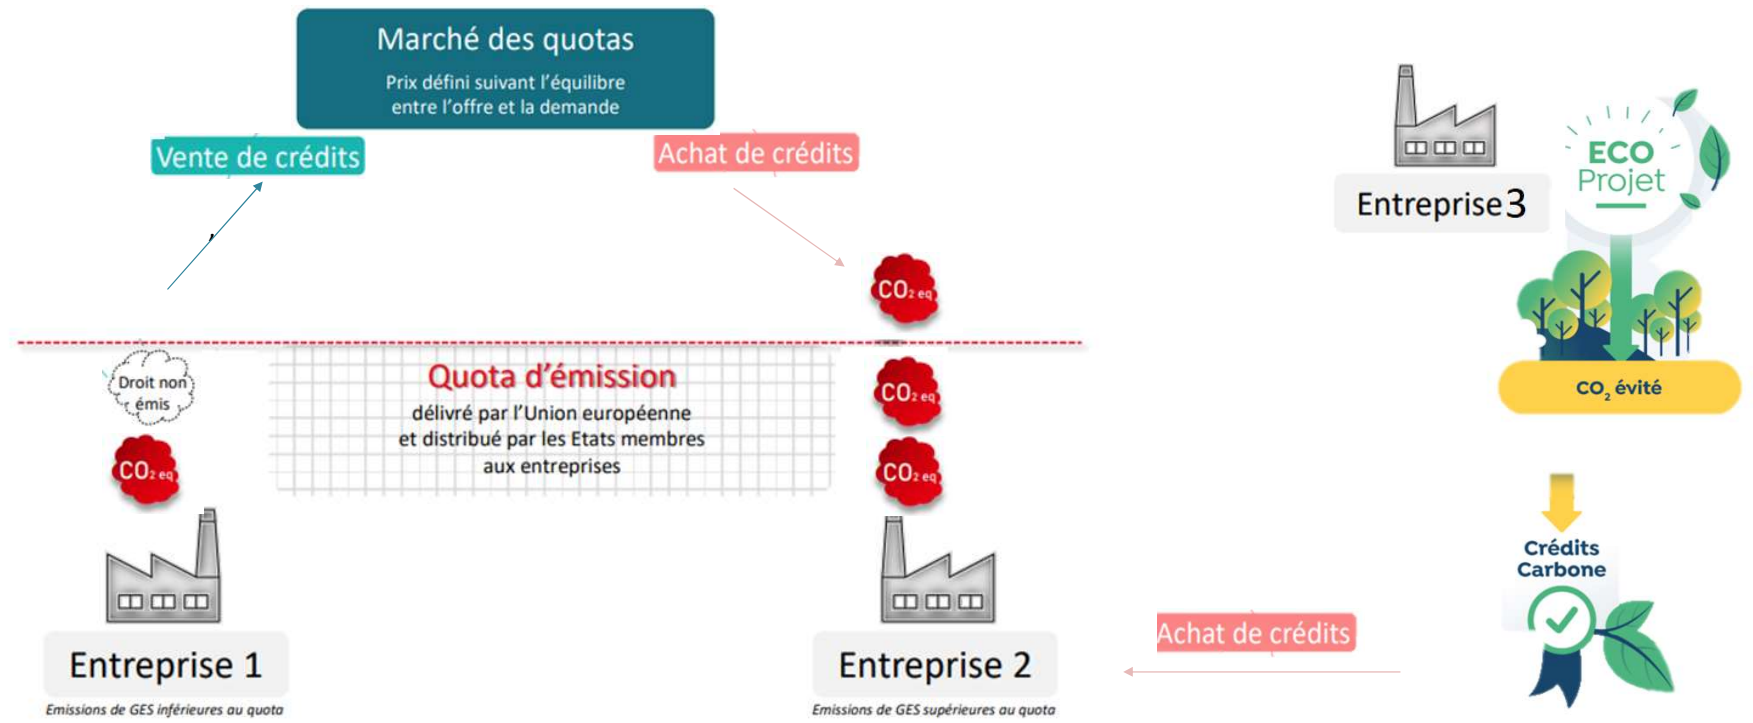 Marché des quotas
Prix défini suivant l'équilibre
entre l'offre et la demande
Vente de crédits
Achat de crédits
,
CO2 eq
Droit non
émis
CO2 eq
Quota d'émission
délivré par l'Union européenne
et distribué par les Etats membres
aux entreprises
CO2 eq
CO2 eq
Entreprise 1
Emissions de GES inférieures au quota
Entreprise 2
Emissions de GES supérieures au quota
Achat de crédits
Entreprise 3
ECO
Projet
CO2 évité
Crédits
Carbone